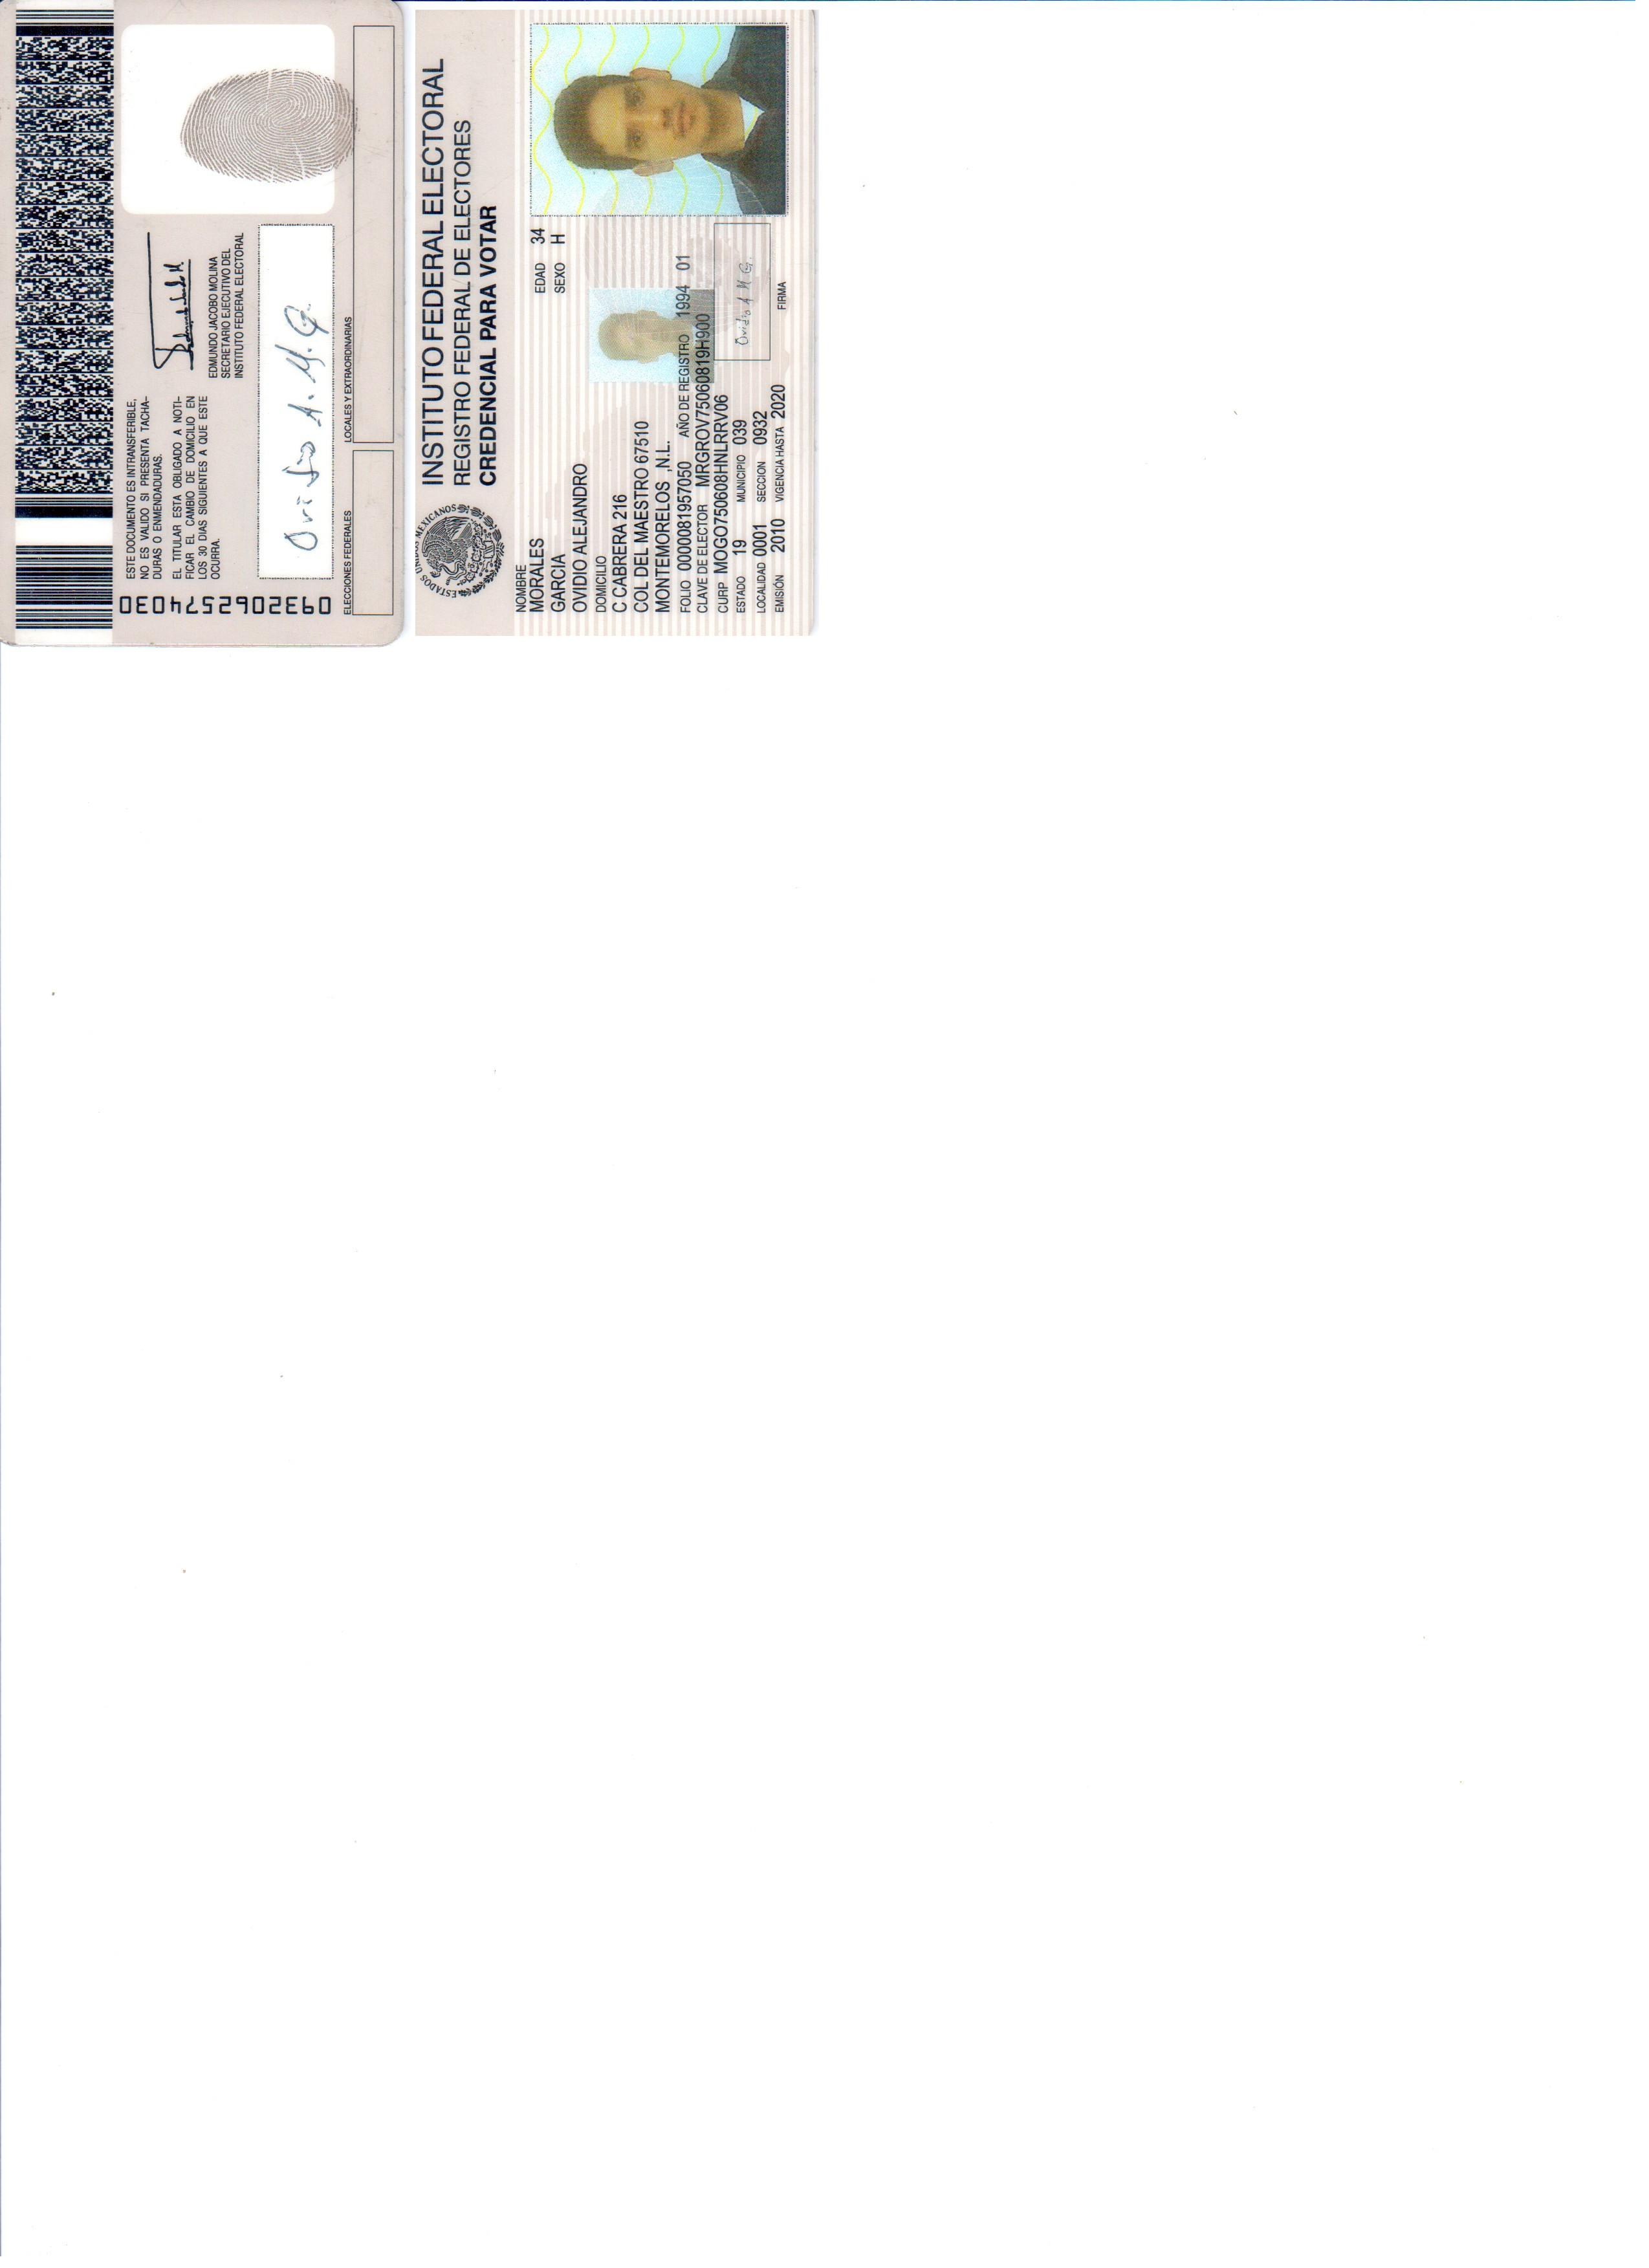 ESTE DOCUMENTO ES INTRANSFERIBLE,
NO ES VALIDO SI PRESENTA TACHA-
DURAS O ENMENDADURAS.
EL TITULAR ESTA OBLIGADO A NOTI-
FICAR EL CAMBIO DE DOMICILIO EN
LOS 30 DIAS SIGUIENTES A QUE ESTE
OCURRA.
EDMUNDO JACOBO MOLINA
SECRETARIO EJECUTIVO DEL
INSTITUTO FEDERAL ELECTORAL
Ovidio A. M. G.
0932062574030
ELECCIONES FEDERALES
LOCALES Y EXTRAORDINARIAS
ESTADOS UNIDOS MEXICANOS
INSTITUTO FEDERAL ELECTORAL
REGISTRO FEDERAL DE ELECTORES
CREDENCIAL PARA VOTAR
NOMBRE
MORALES
GARCIA
OVIDIO ALEJANDRO
EDAD 34
SEXO H
DOMICILIO
C CABRERA 216
COL DEL MAESTRO 67510
MONTEMORELOS ,N.L.
FOLIO 0000081957050 AÑO DE REGISTRO 1994 01
CLAVE DE ELECTOR MRGROV75060819H900
CURP MOGO750608HNLRRV06
ESTADO 19 MUNICIPIO 039
LOCALIDAD 0001 SECCION 0932
EMISIÓN 2010 VIGENCIA HASTA 2020
Ovidio A M G.
FIRMA